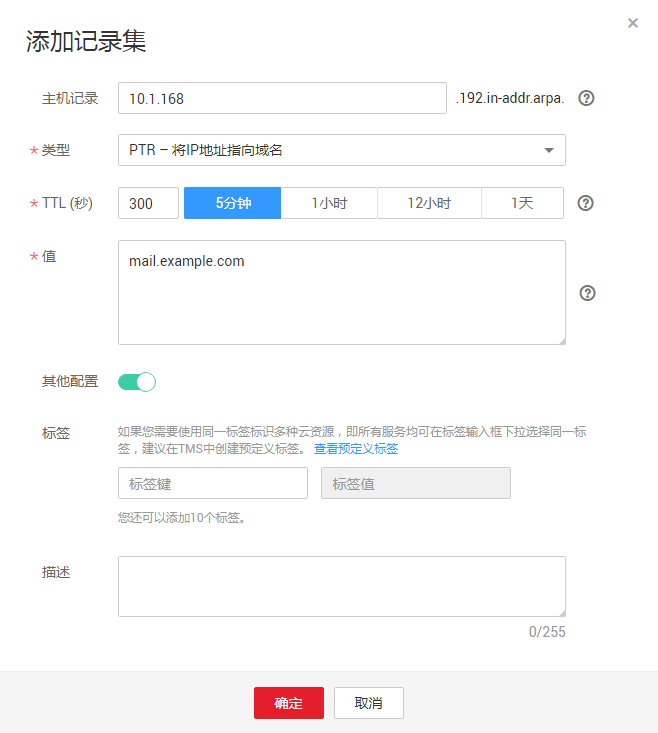 添加记录集
主机记录 10.1.168 .192.in-addr.arpa.
* 类型 PTR – 将IP地址指向域名
* TTL (秒) 300 5分钟 1小时 12小时 1天
* 值 mail.example.com
其他配置
标签 如果您需要使用同一标签标识多种云资源，即所有服务均可在标签输入框下拉选择同一标
签，建议在TMS中创建预定义标签。 查看预定义标签
标签键 标签值
您还可以添加10个标签。
描述
0/255
确定 取消